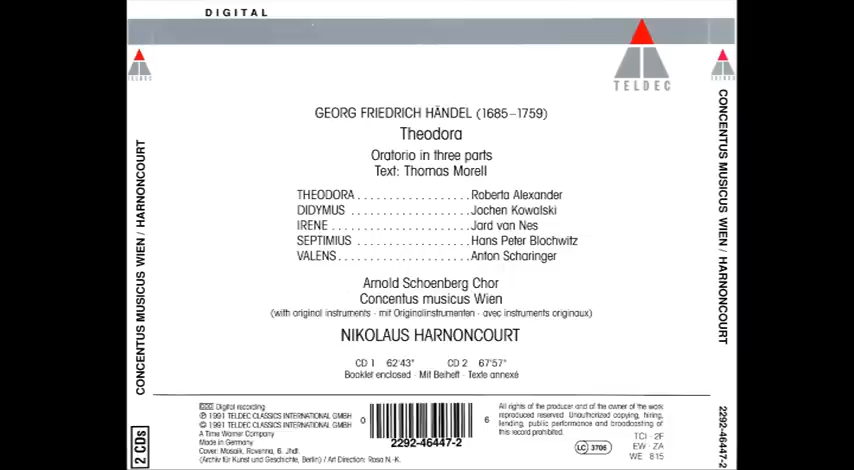 DIGITAL
TELDEC
TELDEC
TELDEC
CONCENTUS MUSICUS WIEN / HARNONCOURT
2 CDs
GEORG FRIEDRICH HÄNDEL (1685–1759)
Theodora
Oratorio in three parts
Text: Thomas Morell
THEODORA . . . . . . . . . . . . . . . . . Roberta Alexander
DIDYMUS . . . . . . . . . . . . . . . . . . Jochen Kowalski
IRENE . . . . . . . . . . . . . . . . . . . . . Jard van Nes
SEPTIMIUS . . . . . . . . . . . . . . . . . Hans Peter Blochwitz
VALENS . . . . . . . . . . . . . . . . . . . . Anton Scharinger
Arnold Schoenberg Chor
Concentus musicus Wien
(with original instruments · mit Originalinstrumenten · avec instruments originaux)
NIKOLAUS HARNONCOURT
CD 1 62'43" CD 2 67'57"
Booklet enclosed · Mit Beiheft · Texte annexé
DDD Digital recording
℗ 1991 TELDEC CLASSICS INTERNATIONAL GMBH
© 1991 TELDEC CLASSICS INTERNATIONAL GMBH
A Time Warner Company
Made in Germany
Cover: Mosaik, Ravenna, 6. Jhdt.
(Archiv für Kunst und Geschichte, Berlin) / Art Direction: Rosa N.-K.
0 6
2292-46447-2
All rights of the producer and of the owner of the work
reproduced reserved. Unauthorized copying, hiring,
lending, public performance and broadcasting of
this record prohibited.
LC 3706
TCI · 2F
EW · ZA
WE 815
CONCENTUS MUSICUS WIEN / HARNONCOURT
2292-46447-2